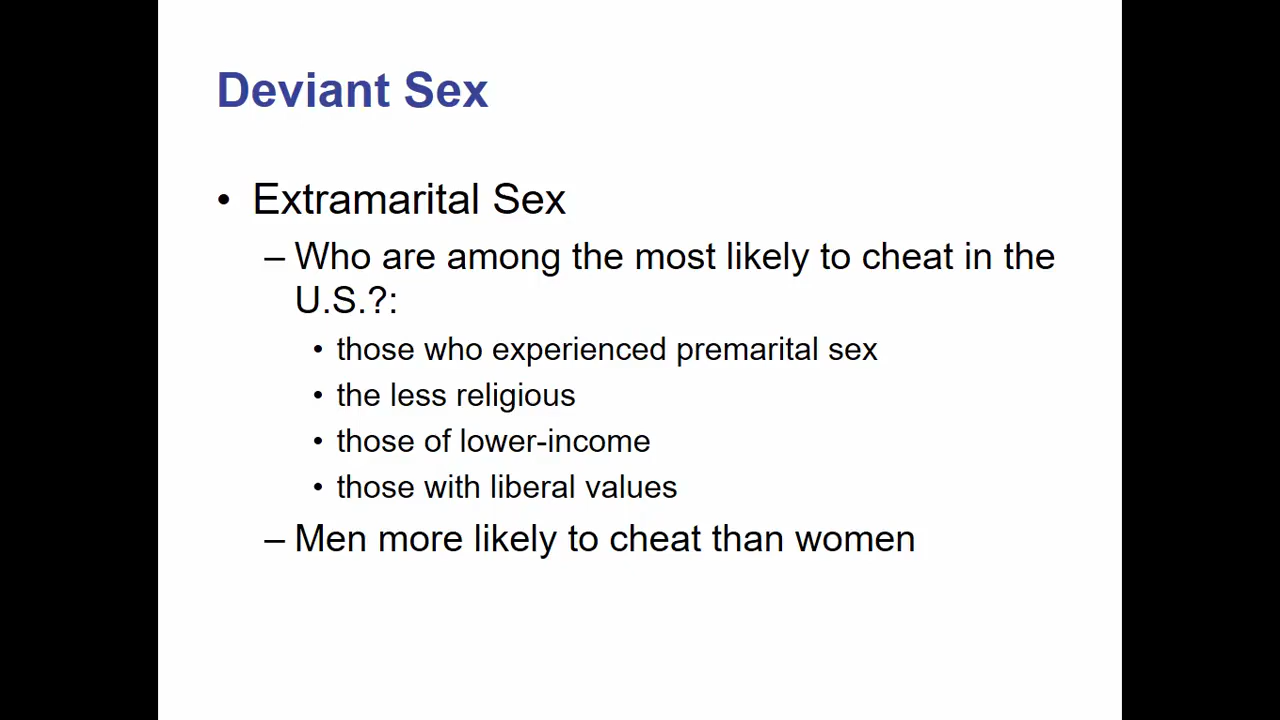 Deviant Sex
• Extramarital Sex
– Who are among the most likely to cheat in the
U.S.?:
• those who experienced premarital sex
• the less religious
• those of lower-income
• those with liberal values
– Men more likely to cheat than women